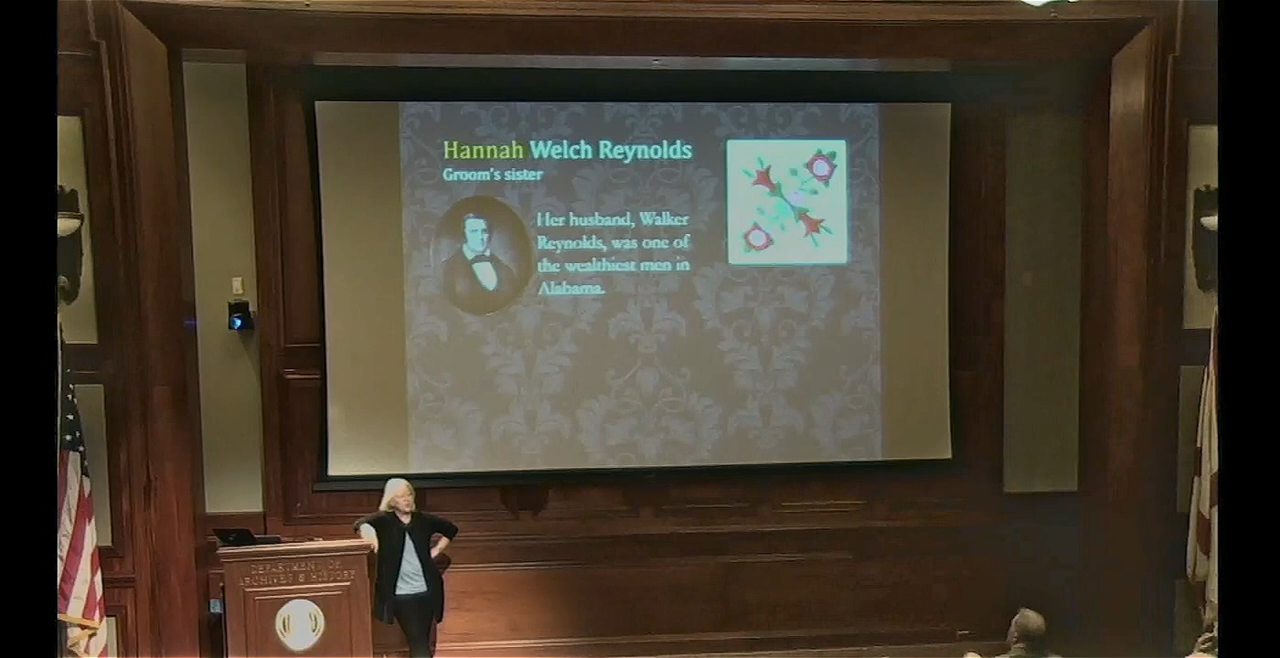 Hannah Welch Reynolds
Groom's sister
Her husband, Walker
Reynolds, was one of
the wealthiest men in
Alabama.
DEPARTMENT OF
ARCHIVES & HISTORY